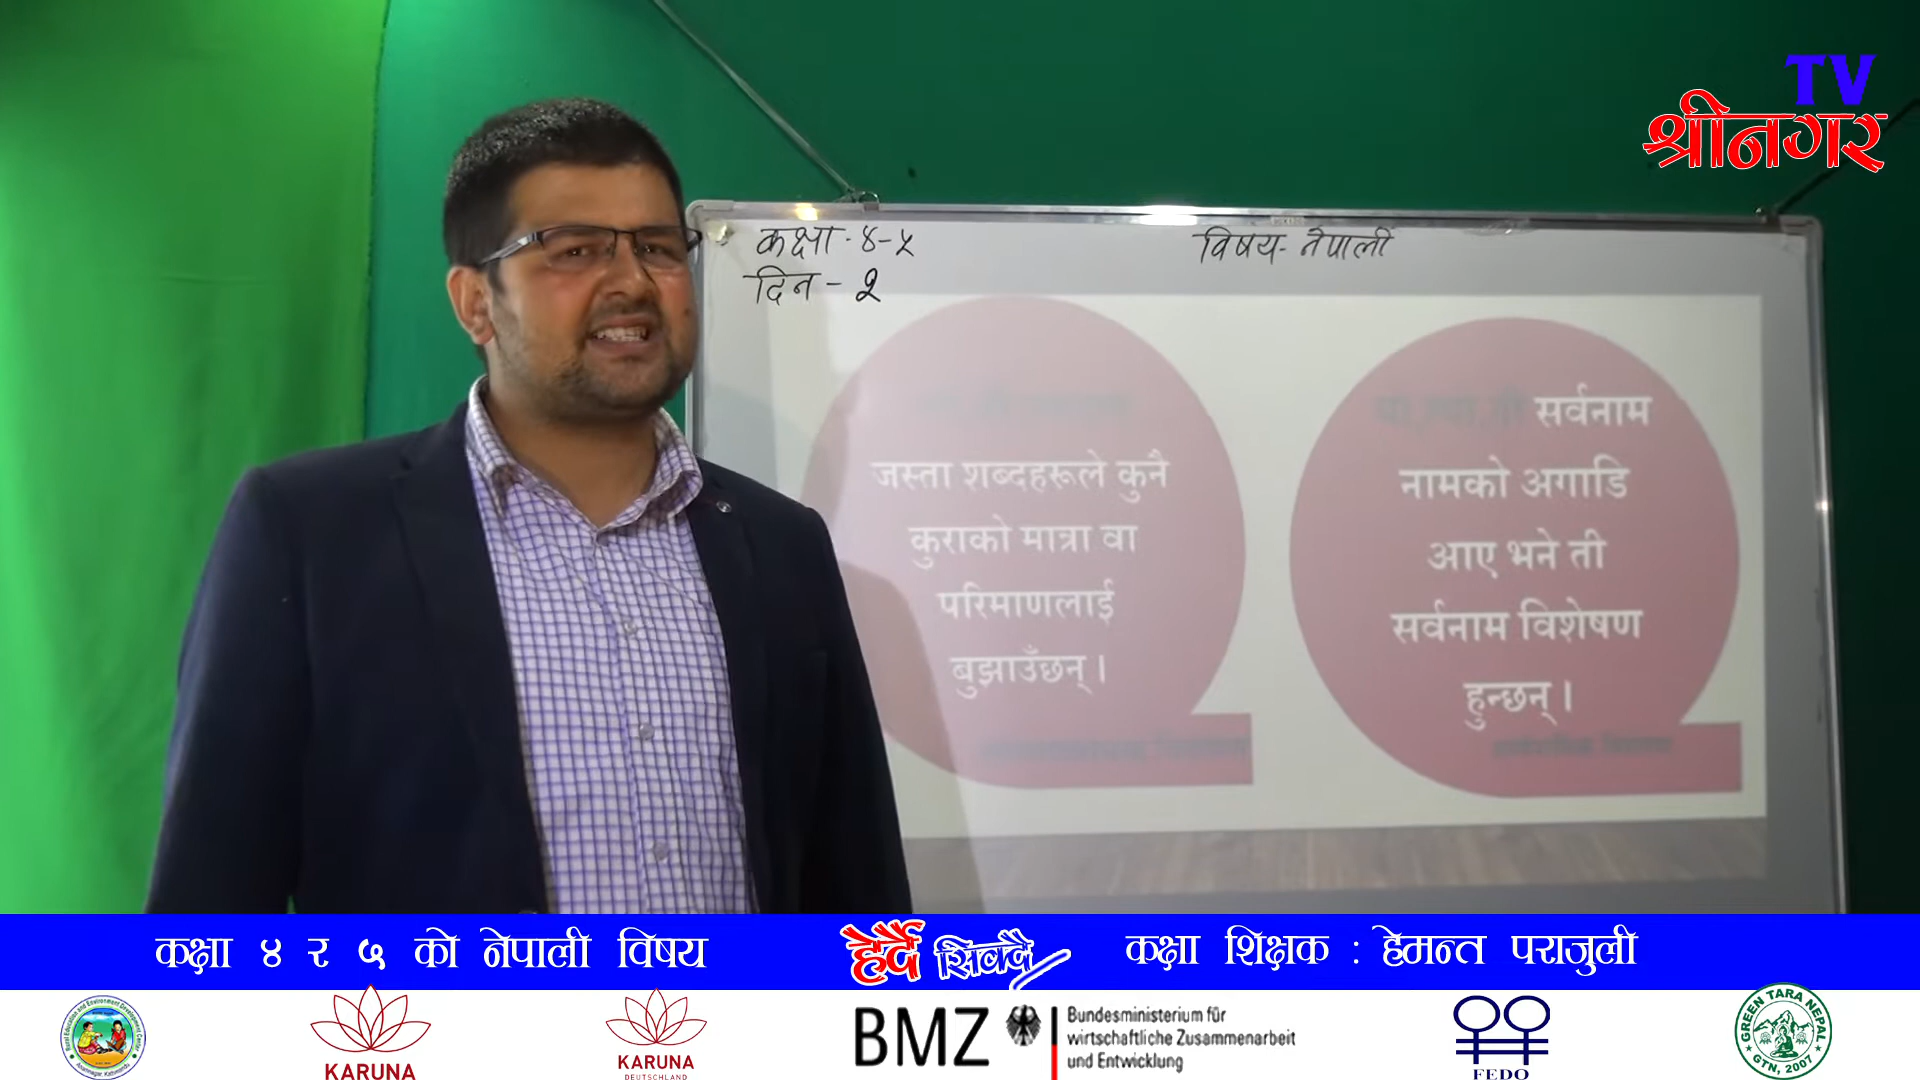 TV
श्रीनगर
कक्षा-४-५
विषय-नेपाली
दिन-२
जस्ता शब्दहरूले कुनै
कुराको मात्रा वा
परिमाणलाई
बुझाउँछन् ।
सर्वनाम
नामको अगाडि
आए भने ती
सर्वनाम विशेषण
हुन्छन् ।
कक्षा ४ र ५ को नेपाली विषय
हेर्दै सिक्दै
कक्षा शिक्षक : हेमन्त पराजुली
KARUNA
KARUNA
DEUTSCHLAND
BMZ
Bundesministerium für
wirtschaftliche Zusammenarbeit
und Entwicklung
FEDO
GREEN TARA NEPAL
GTN, 2007